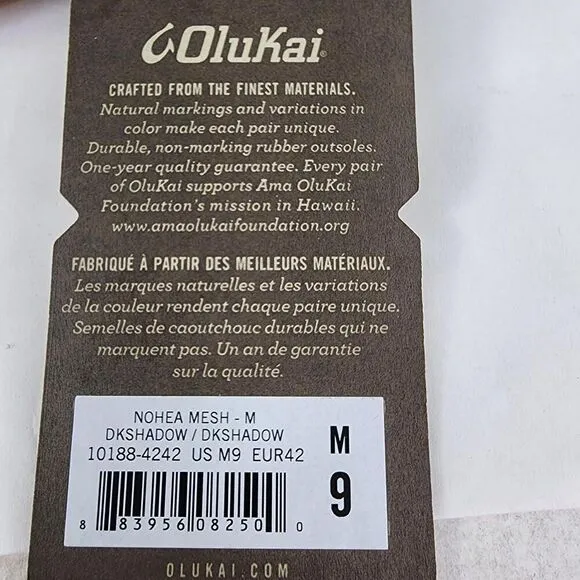 OluKai®
CRAFTED FROM THE FINEST MATERIALS.
Natural markings and variations in
color make each pair unique.
Durable, non-marking rubber outsoles.
One-year quality guarantee. Every pair
of OluKai supports Ama OluKai
Foundation's mission in Hawaii.
www.amaolukaifoundation.org
FABRIQUÉ À PARTIR DES MEILLEURS MATÉRIAUX.
Les marques naturelles et les variations
de la couleur rendent chaque paire unique.
Semelles de caoutchouc durables qui ne
marquent pas. Un an de garantie
sur la qualité.
NOHEA MESH - M
DKSHADOW / DKSHADOW
10188-4242 US M9 EUR42
M
9
8 83956 08250 0
OLUKAI.COM